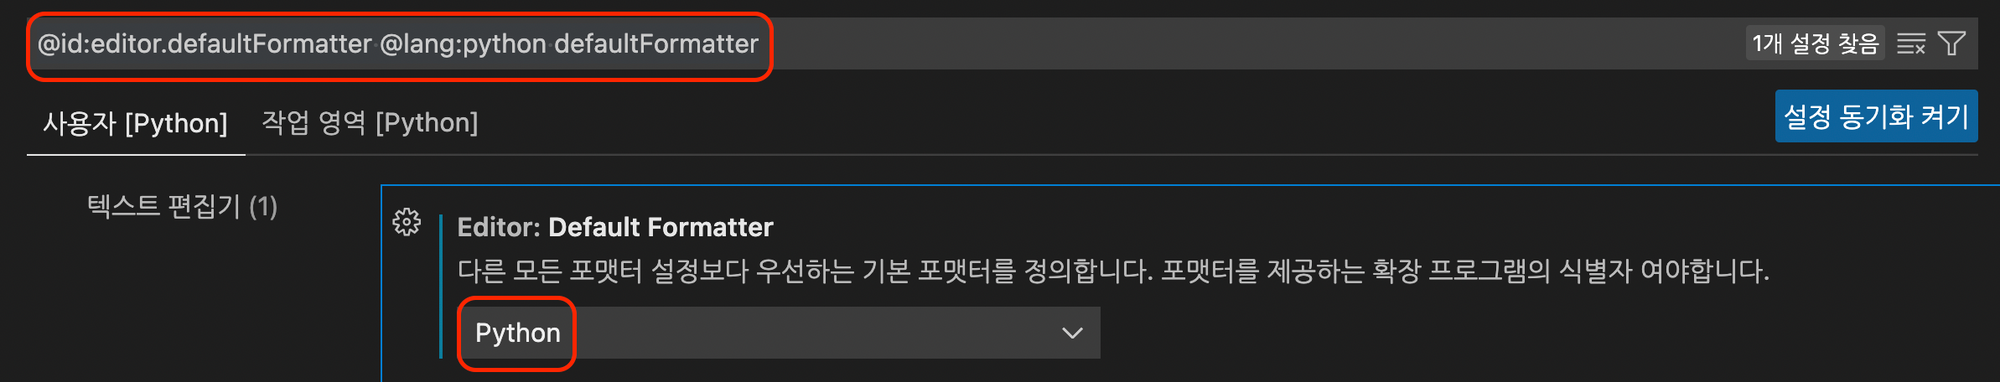 @id:editor.defaultFormatter @lang:python defaultFormatter
1개 설정 찾음
사용자 [Python]
작업 영역 [Python]
설정 동기화 켜기
텍스트 편집기 (1)
Editor: Default Formatter
다른 모든 포맷터 설정보다 우선하는 기본 포맷터를 정의합니다. 포맷터를 제공하는 확장 프로그램의 식별자 여야합니다.
Python